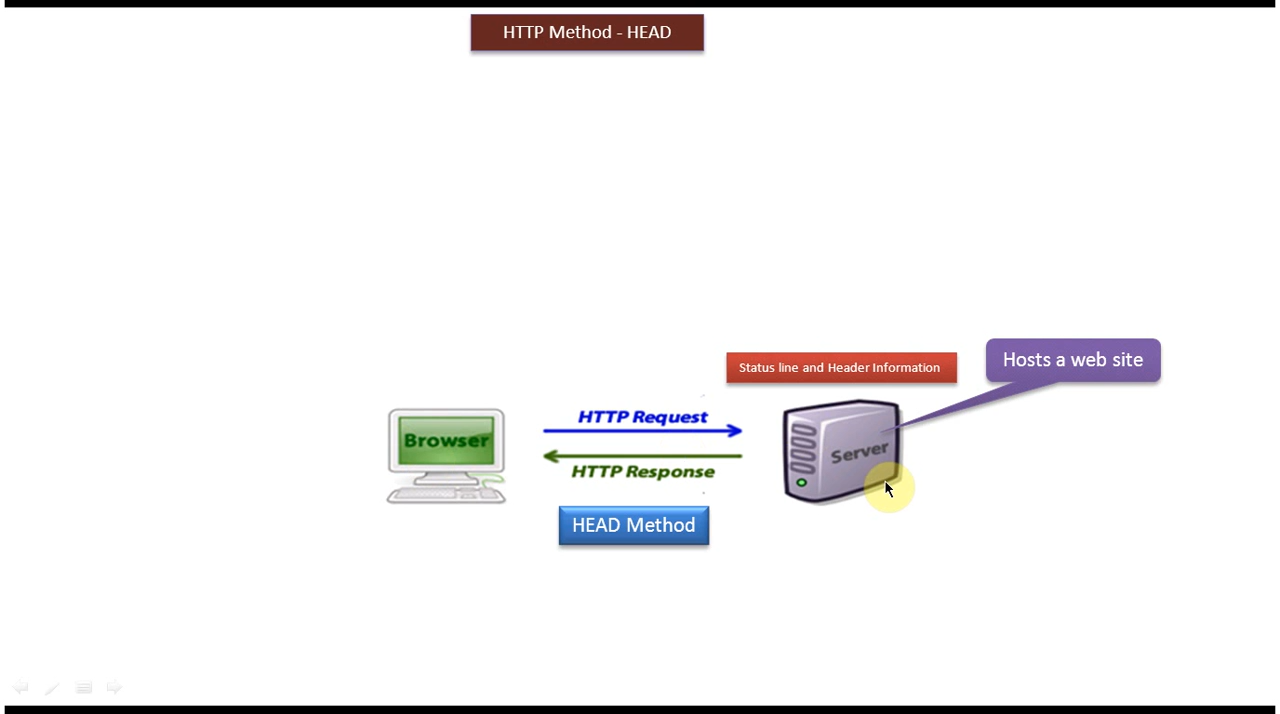 HTTP Method - HEAD
Hosts a web site
Status line and Header Information
HTTP Request
Browser
Server
HTTP Response
HEAD Method